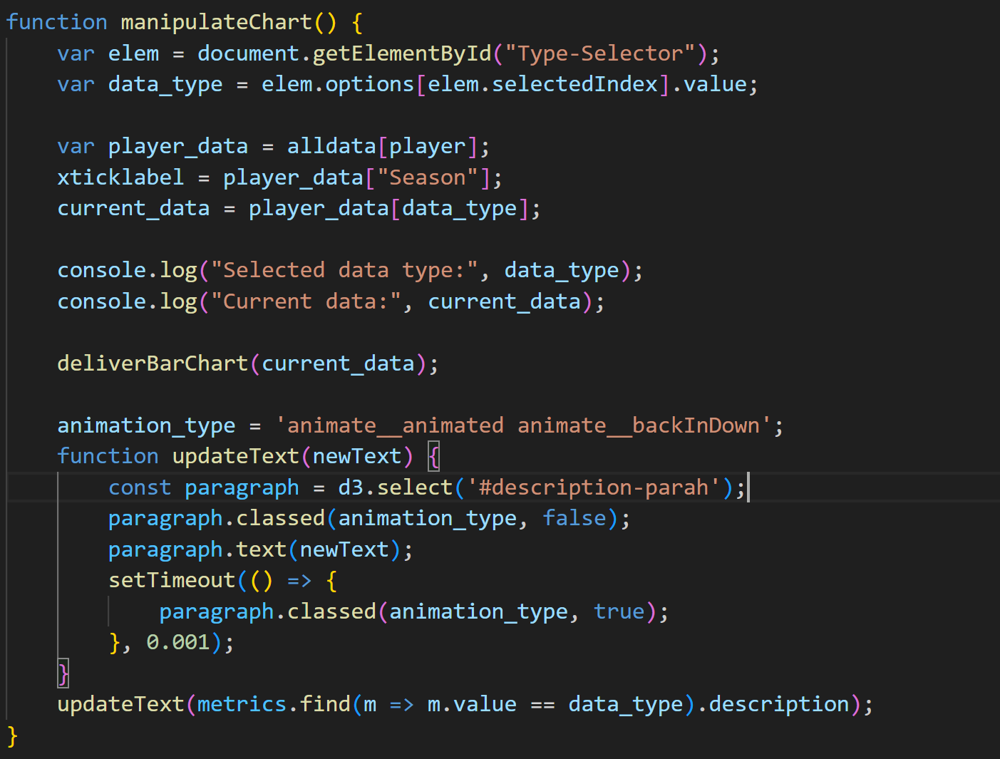 function manipulateChart() {
    var elem = document.getElementById("Type-Selector");
    var data_type = elem.options[elem.selectedIndex].value;

    var player_data = alldata[player];
    xticklabel = player_data["Season"];
    current_data = player_data[data_type];

    console.log("Selected data type:", data_type);
    console.log("Current data:", current_data);

    deliverBarChart(current_data);

    animation_type = 'animate__animated animate__backInDown';
    function updateText(newText) {
        const paragraph = d3.select('#description-parah');
        paragraph.classed(animation_type, false);
        paragraph.text(newText);
        setTimeout(() => {
            paragraph.classed(animation_type, true);
        }, 0.001);
    }
    updateText(metrics.find(m => m.value == data_type).description);
}